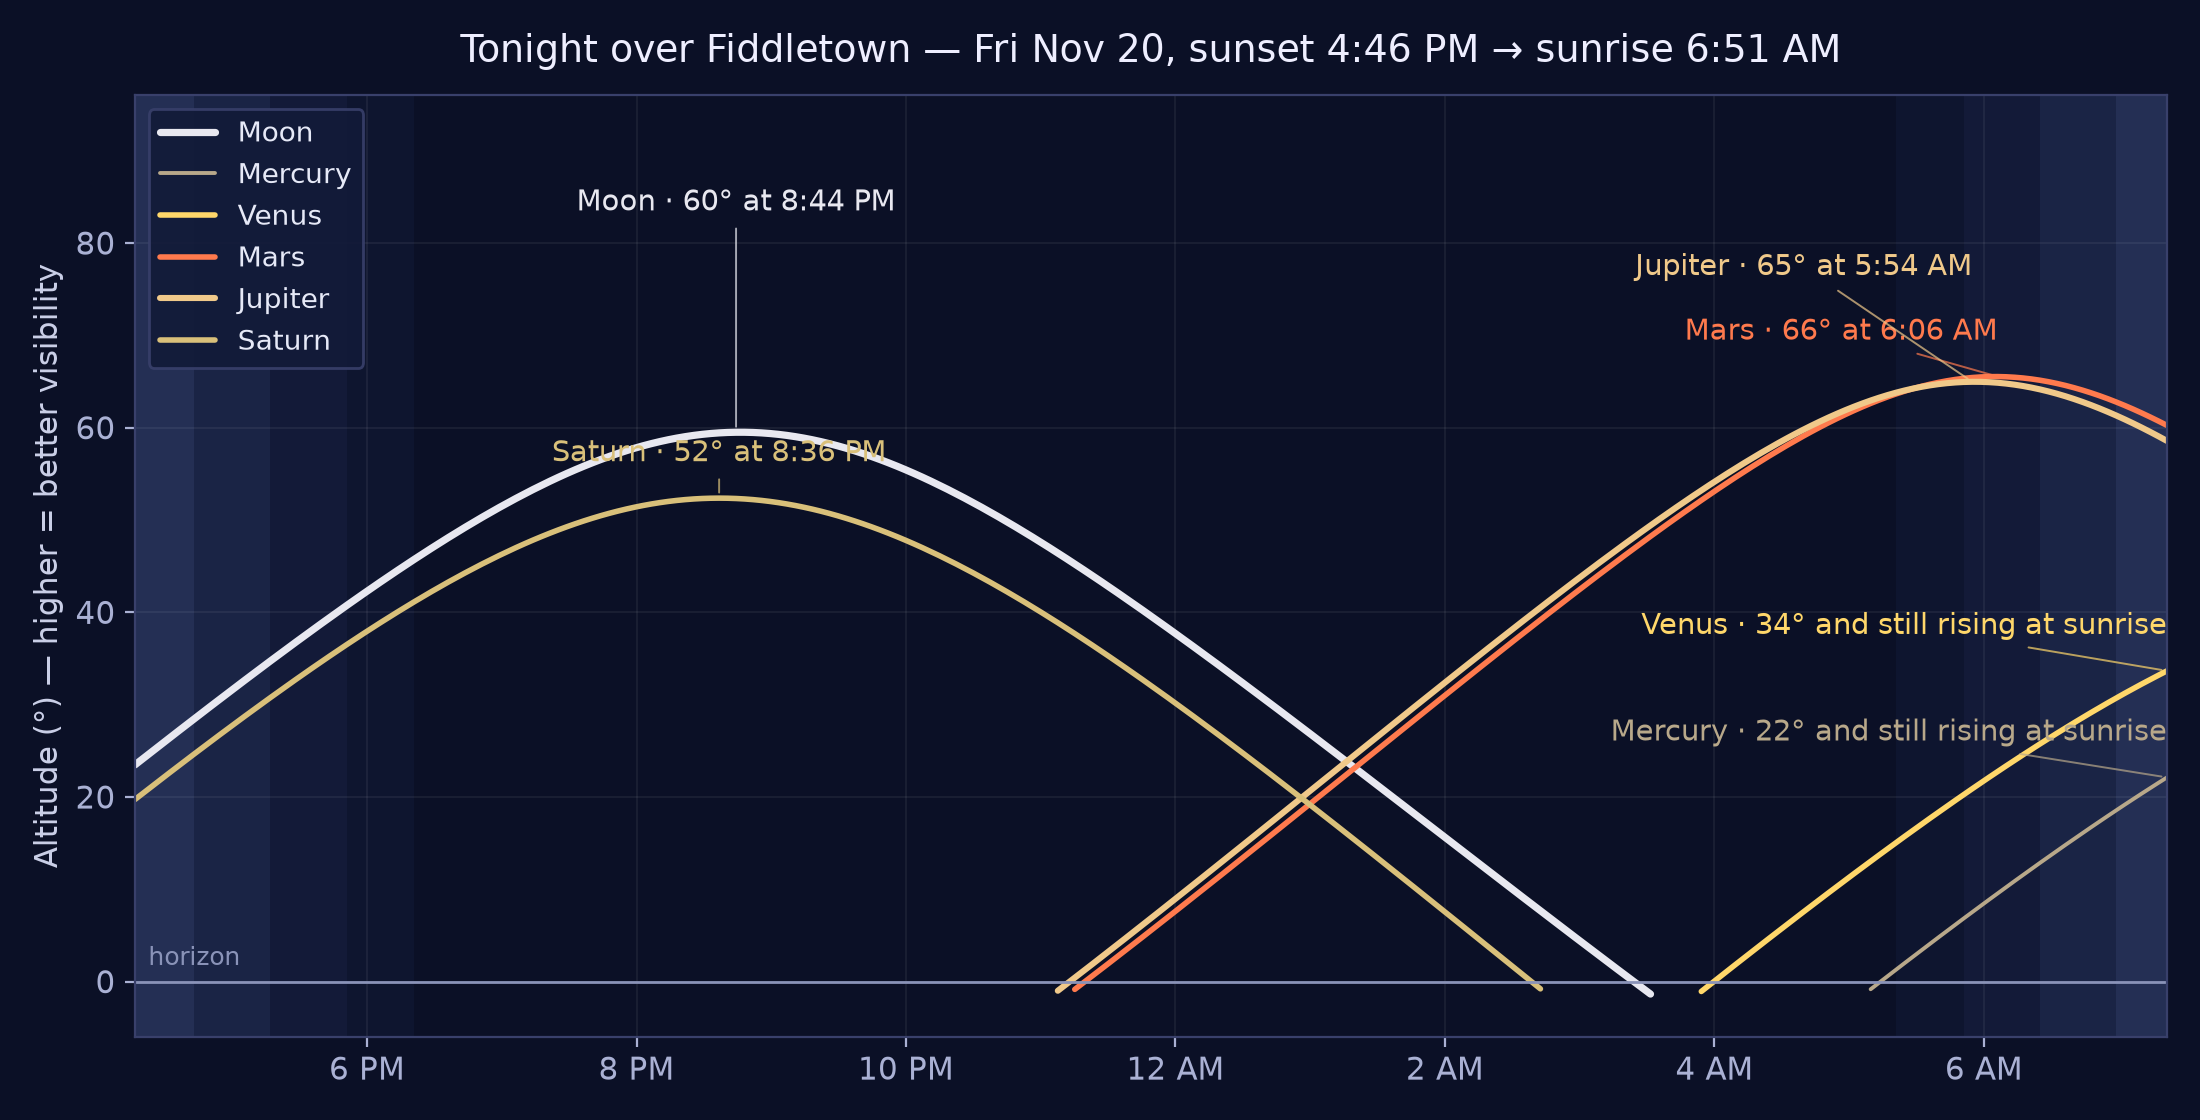 Tonight over Fiddletown — Fri Nov 20, sunset 4:46 PM → sunrise 6:51 AM
Altitude (°) — higher = better visibility
Moon
Mercury
Venus
Mars
Jupiter
Saturn
Moon · 60° at 8:44 PM
Saturn · 52° at 8:36 PM
Jupiter · 65° at 5:54 AM
Mars · 66° at 6:06 AM
Venus · 34° and still rising at sunrise
Mercury · 22° and still rising at sunrise
horizon
80
60
40
20
0
6 PM
8 PM
10 PM
12 AM
2 AM
4 AM
6 AM